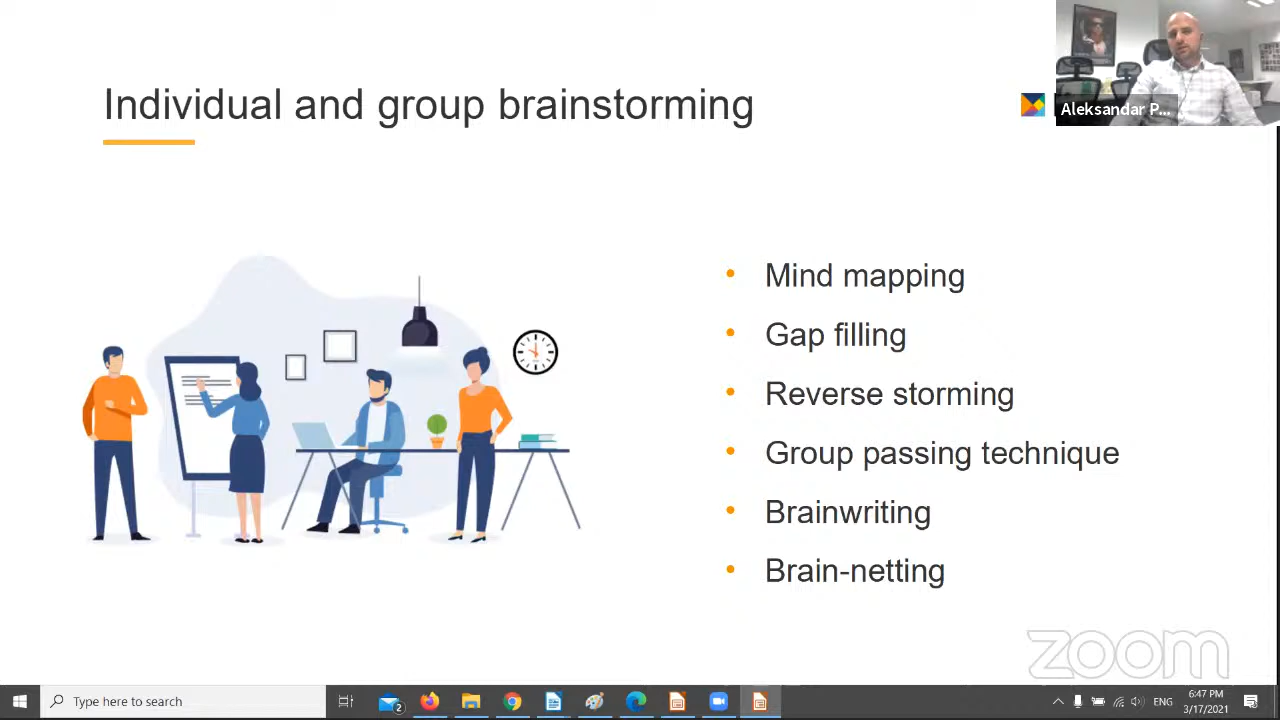 Individual and group brainstorming
Aleksandar P...
Mind mapping
Gap filling
Reverse storming
Group passing technique
Brainwriting
Brain-netting
zoom
Type here to search
2
ENG
6:47 PM
3/17/2021